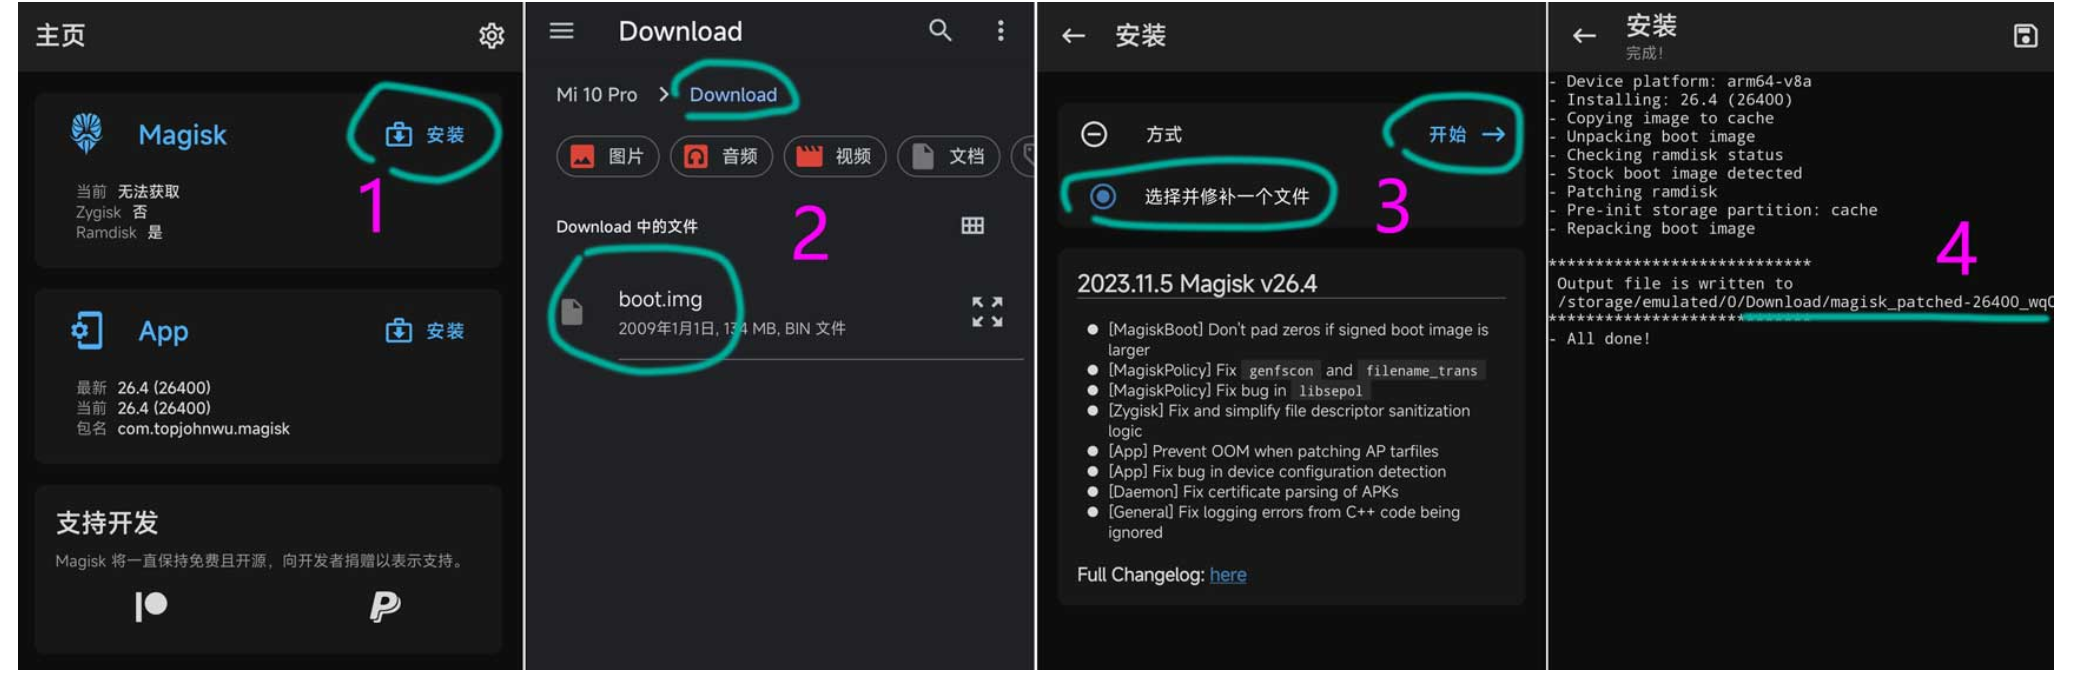 主页
Magisk
安装
当前 无法获取
Zygisk 否
Ramdisk 是
1
App
安装
最新 26.4 (26400)
当前 26.4 (26400)
包名 com.topjohnwu.magisk
支持开发
Magisk 将一直保持免费且开源，向开发者捐赠以表示支持。
Download
Mi 10 Pro > Download
图片
音频
视频
文档
Download 中的文件
2
boot.img
2009年1月1日, 134 MB, BIN 文件
← 安装
方式
开始 →
选择并修补一个文件
3
2023.11.5 Magisk v26.4
● [MagiskBoot] Don't pad zeros if signed boot image is
larger
● [MagiskPolicy] Fix genfscon and filename_trans
● [MagiskPolicy] Fix bug in libsepol
● [Zygisk] Fix and simplify file descriptor sanitization
logic
● [App] Prevent OOM when patching AP tarfiles
● [App] Fix bug in device configuration detection
● [Daemon] Fix certificate parsing of APKs
● [General] Fix logging errors from C++ code being
ignored
Full Changelog: here
← 安装
完成!
- Device platform: arm64-v8a
- Installing: 26.4 (26400)
- Copying image to cache
- Unpacking boot image
- Checking ramdisk status
- Stock boot image detected
- Patching ramdisk
- Pre-init storage partition: cache
- Repacking boot image
4
****************************
Output file is written to
/storage/emulated/0/Download/magisk_patched-26400_wq
****************************
- All done!